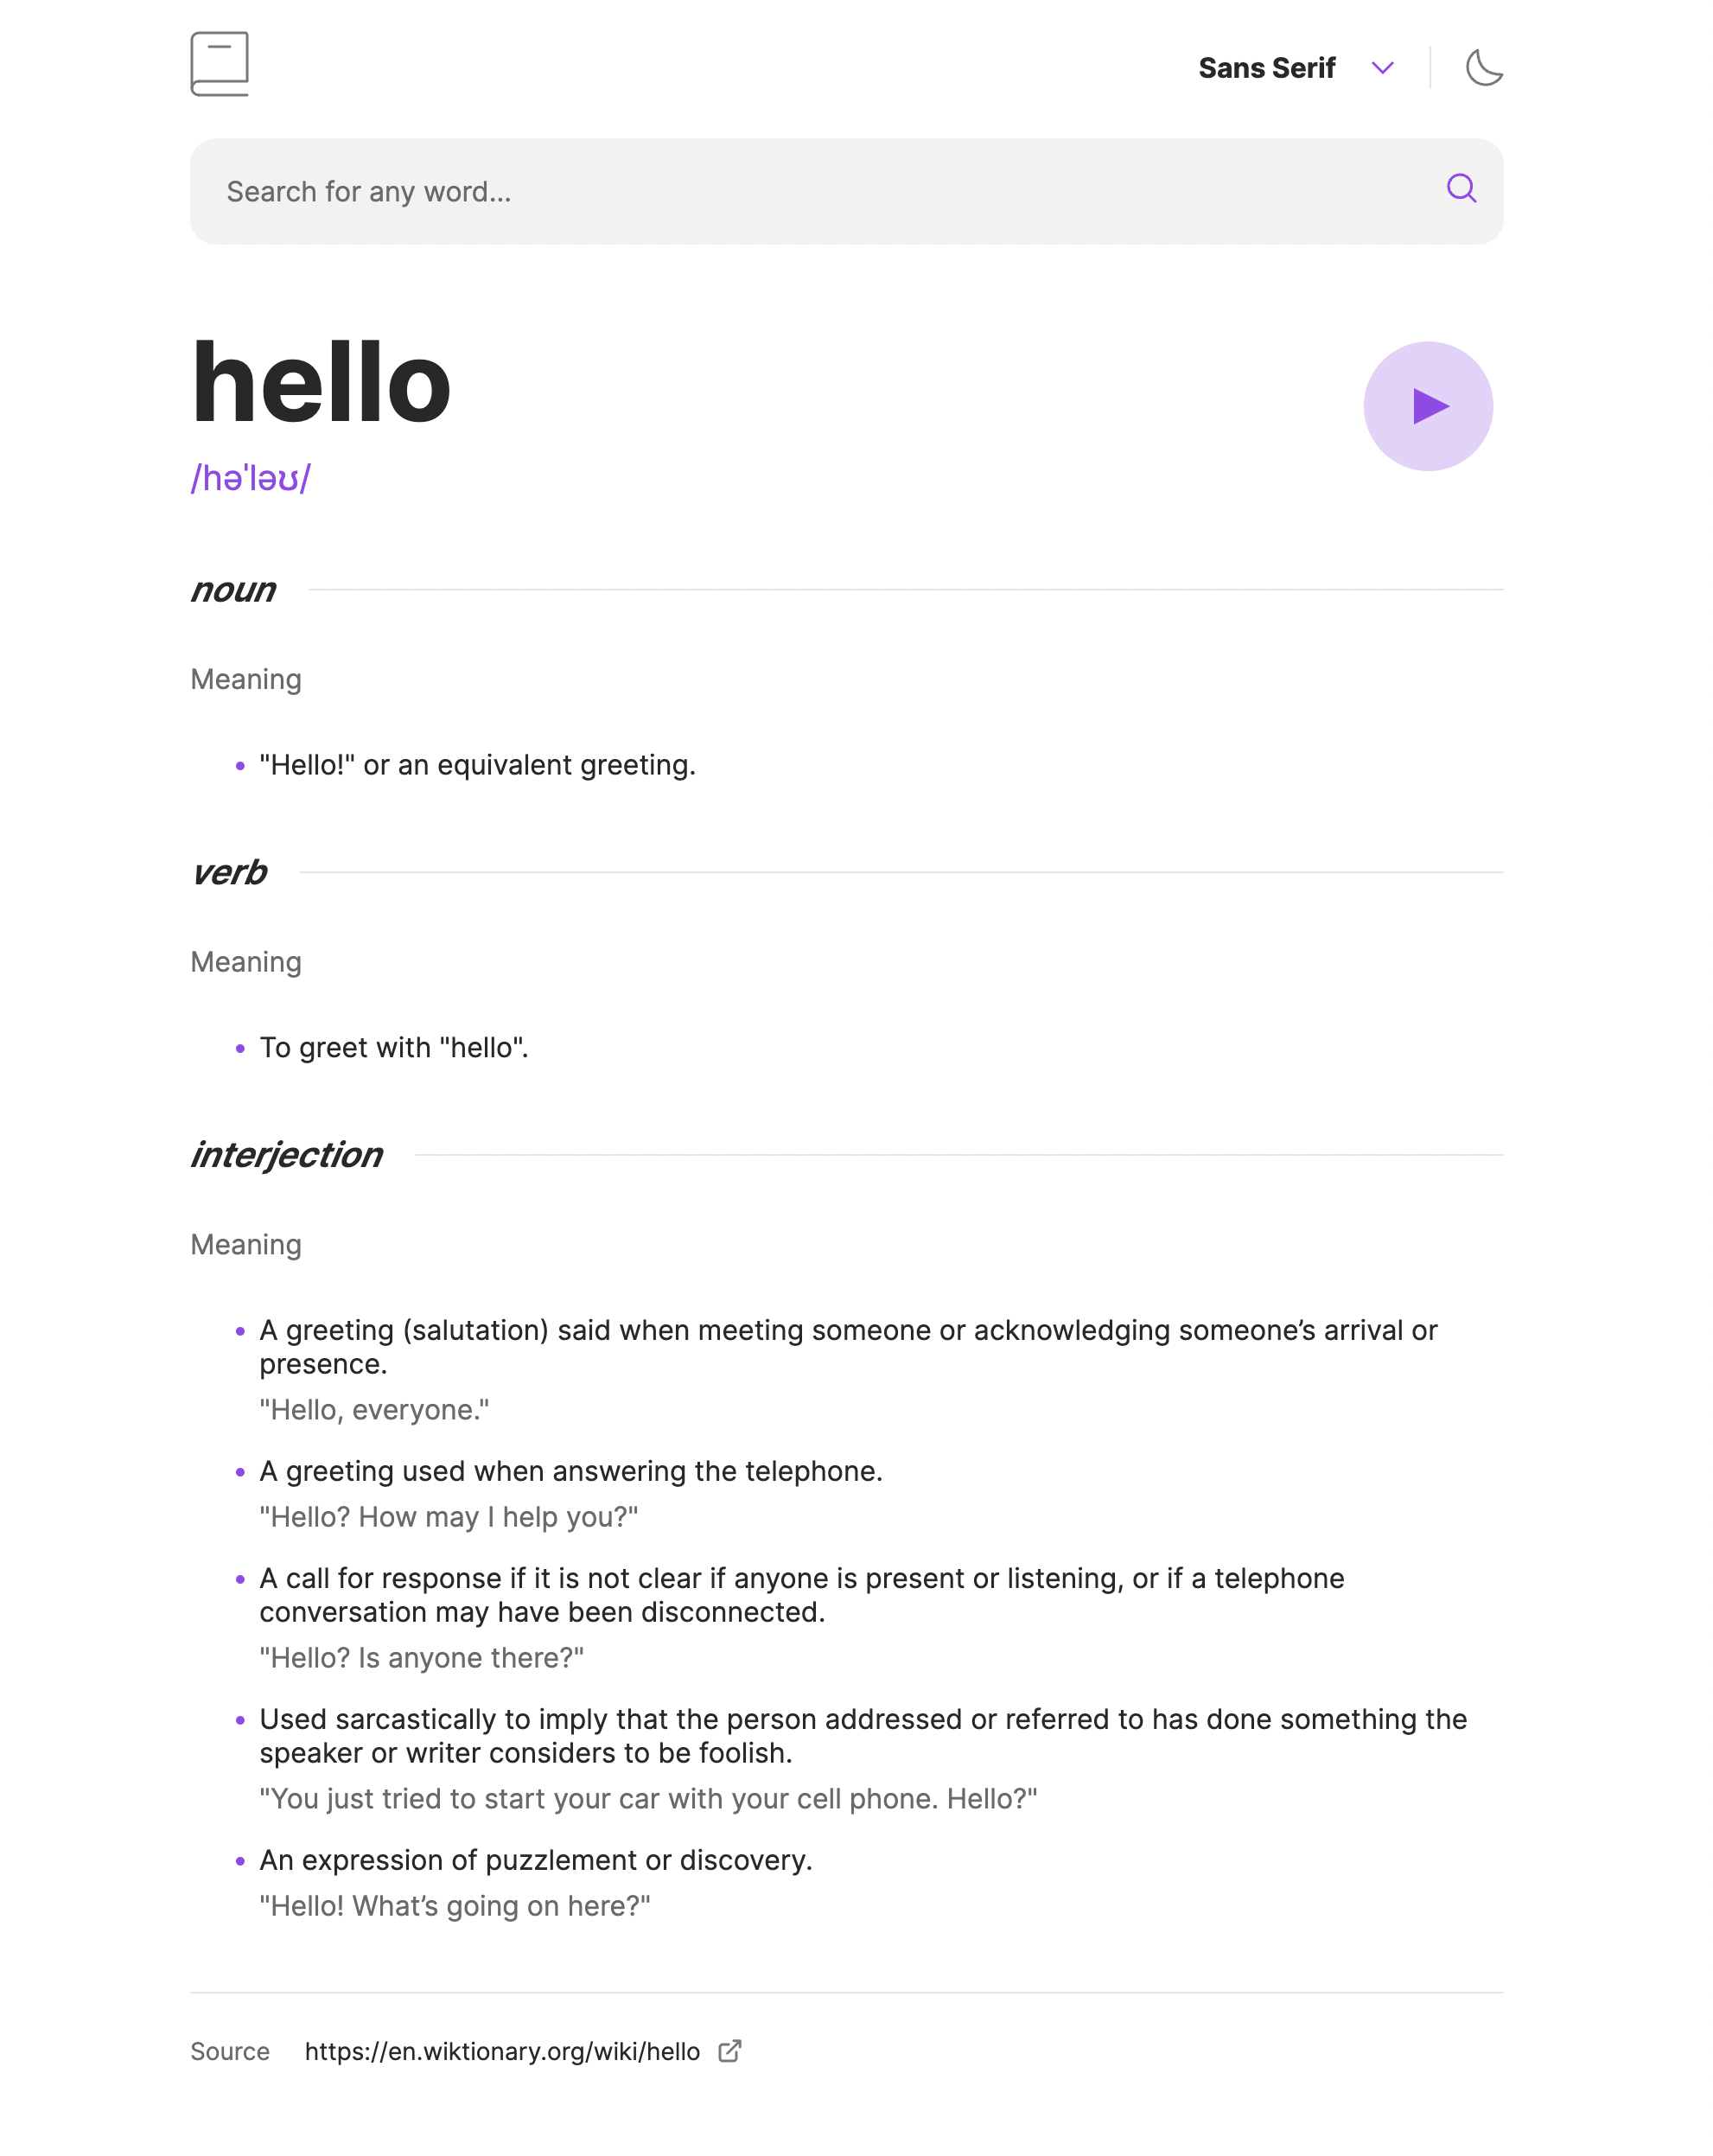 Sans Serif
Search for any word...
hello
/həˈləʊ/
noun
Meaning
"Hello!" or an equivalent greeting.
verb
Meaning
To greet with "hello".
interjection
Meaning
A greeting (salutation) said when meeting someone or acknowledging someone’s arrival or
presence.
"Hello, everyone."
A greeting used when answering the telephone.
"Hello? How may I help you?"
A call for response if it is not clear if anyone is present or listening, or if a telephone
conversation may have been disconnected.
"Hello? Is anyone there?"
Used sarcastically to imply that the person addressed or referred to has done something the
speaker or writer considers to be foolish.
"You just tried to start your car with your cell phone. Hello?"
An expression of puzzlement or discovery.
"Hello! What’s going on here?"
Source https://en.wiktionary.org/wiki/hello